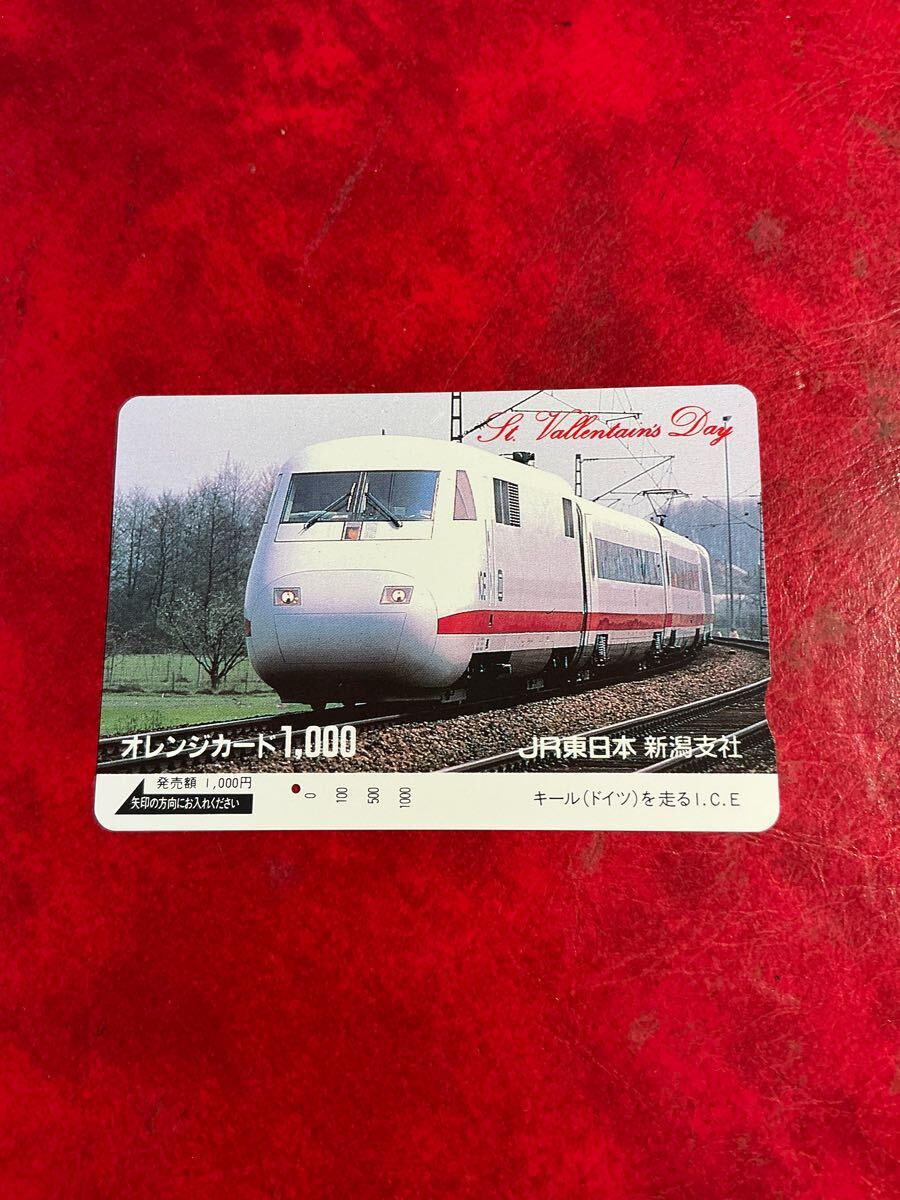 St. Vallentain's Day
オレンジカード 1,000
JR東日本 新潟支社
発売額 1,000円
矢印の方向にお入れください
0 100 500 1000
キール(ドイツ)を走るI.C.E